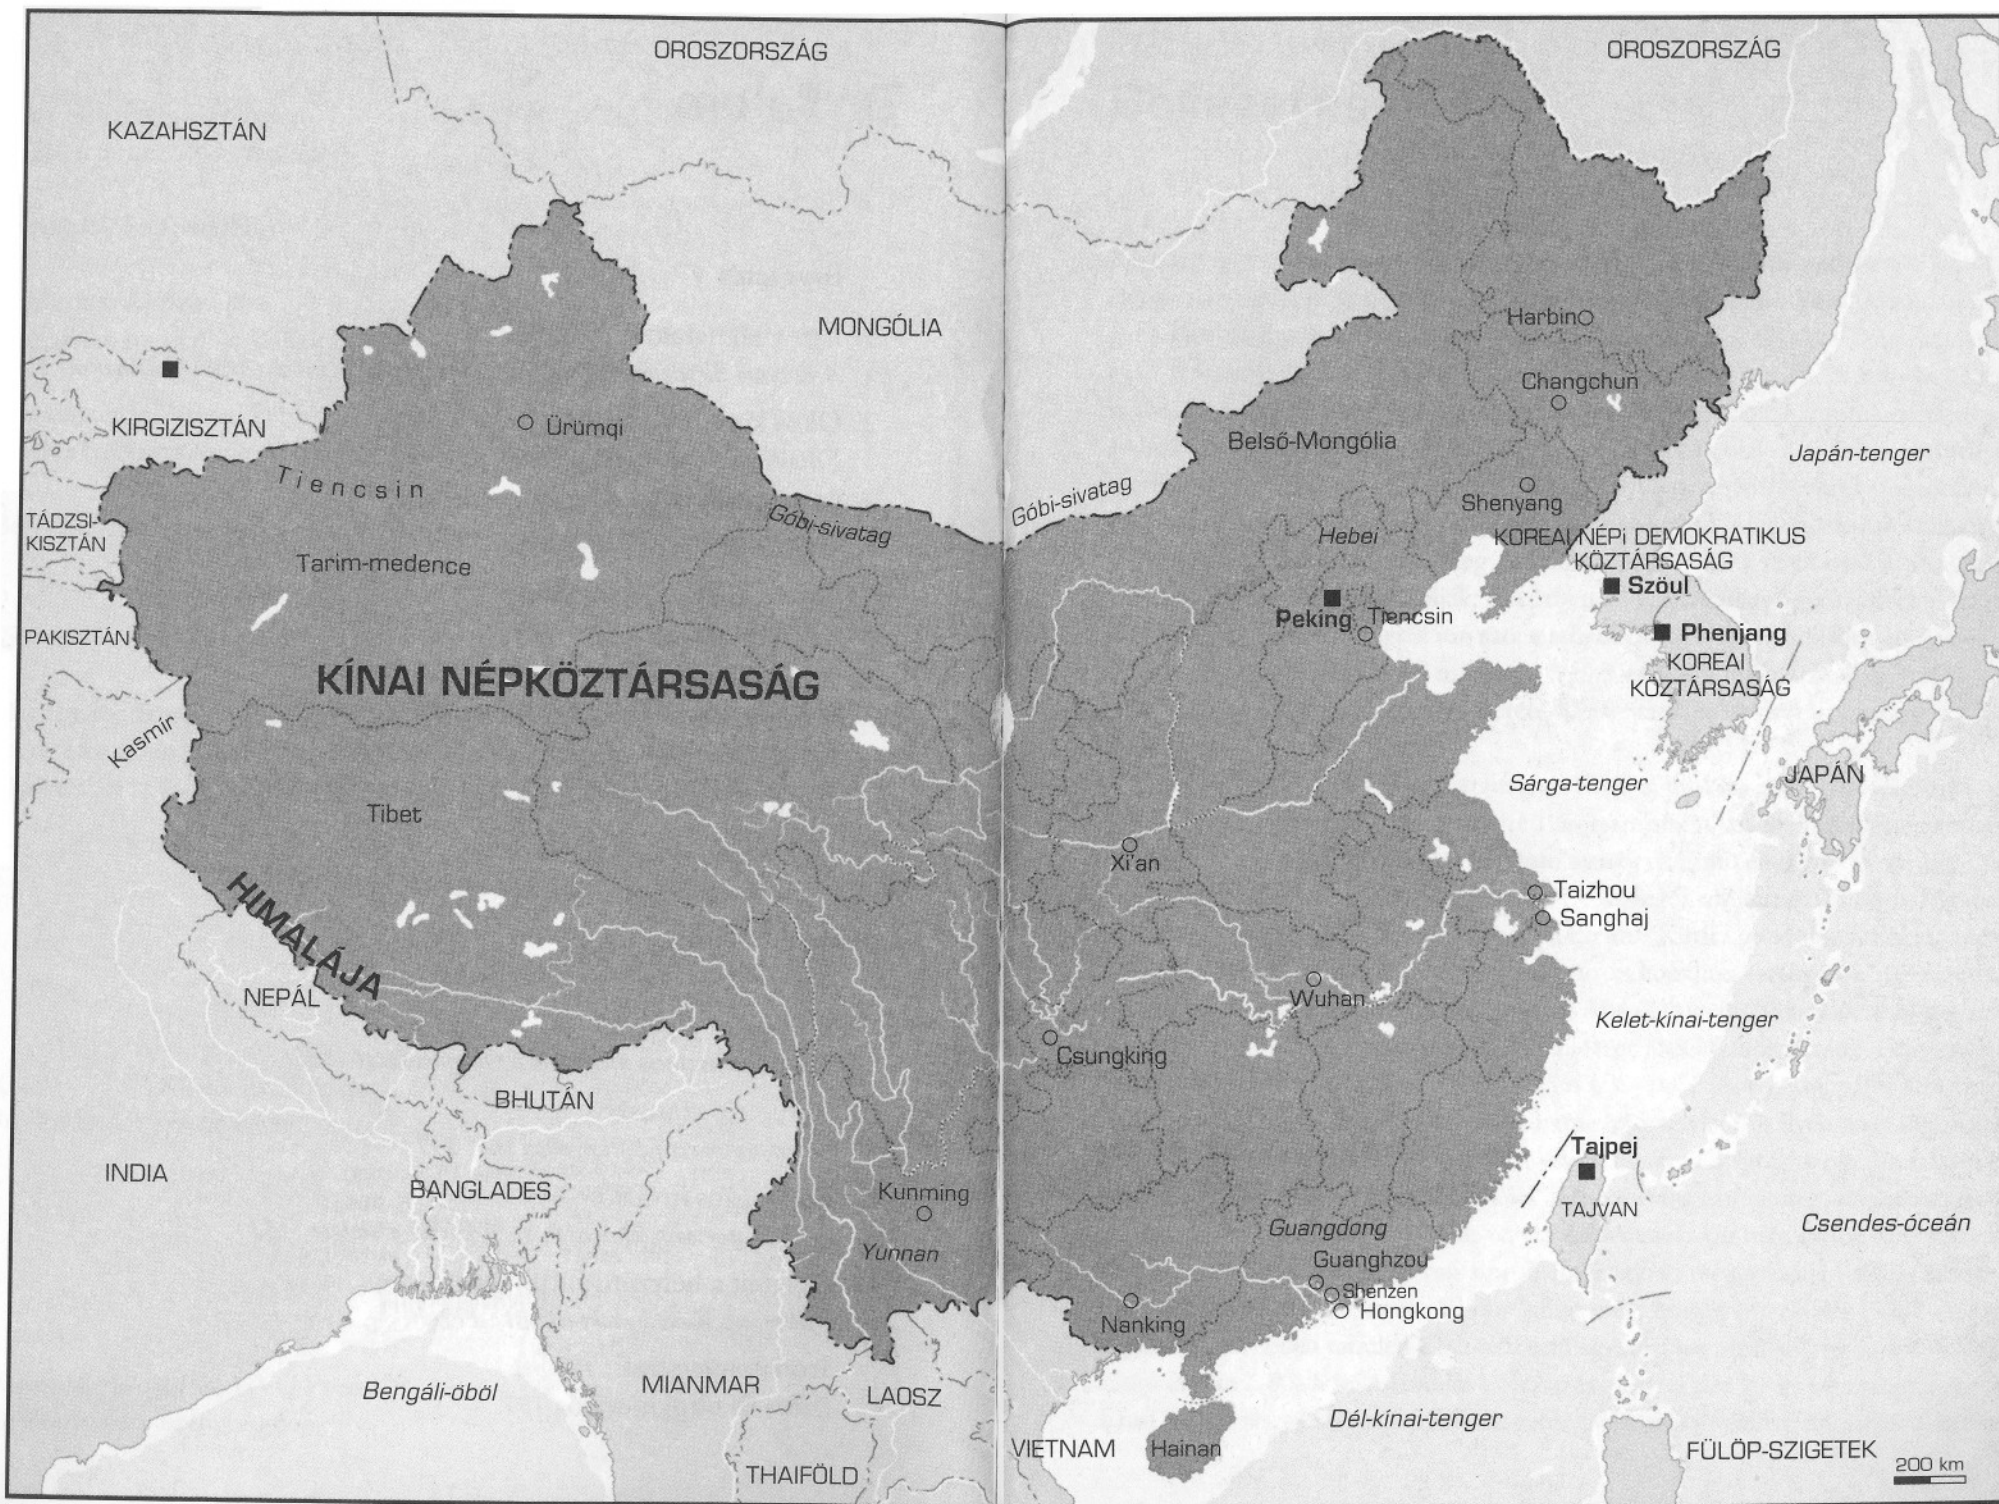 OROSZORSZÁG
OROSZORSZÁG
KAZAHSZTÁN
MONGÓLIA
Harbin
Changchun
KIRGIZISZTÁN
Ürümqi
Belső-Mongólia
Japán-tenger
Tiencsin
Góbi-sivatag
Góbi-sivatag
Shenyang
TÁDZSI-
KISZTÁN
Hebei
KOREAI NÉPi DEMOKRATIKUS
KÖZTÁRSASÁG
Tarim-medence
Szöul
Peking
Tiencsin
PAKISZTÁN
Phenjang
KOREAI
KÖZTÁRSASÁG
KÍNAI NÉPKÖZTÁRSASÁG
Kasmír
JAPÁN
Sárga-tenger
Tibet
Xi'an
Taizhou
Sanghaj
HIMALÁJA
NEPÁL
Wuhan
Kelet-kínai-tenger
Csungking
BHUTÁN
Tajpej
INDIA
BANGLADES
Kunming
TAJVAN
Guangdong
Csendes-óceán
Yunnan
Guanghzou
Shenzen
Hongkong
Nanking
MIANMAR
LAOSZ
Bengáli-öböl
Dél-kínai-tenger
VIETNAM
Hainan
FÜLÖP-SZIGETEK
THAIFÖLD
200 km